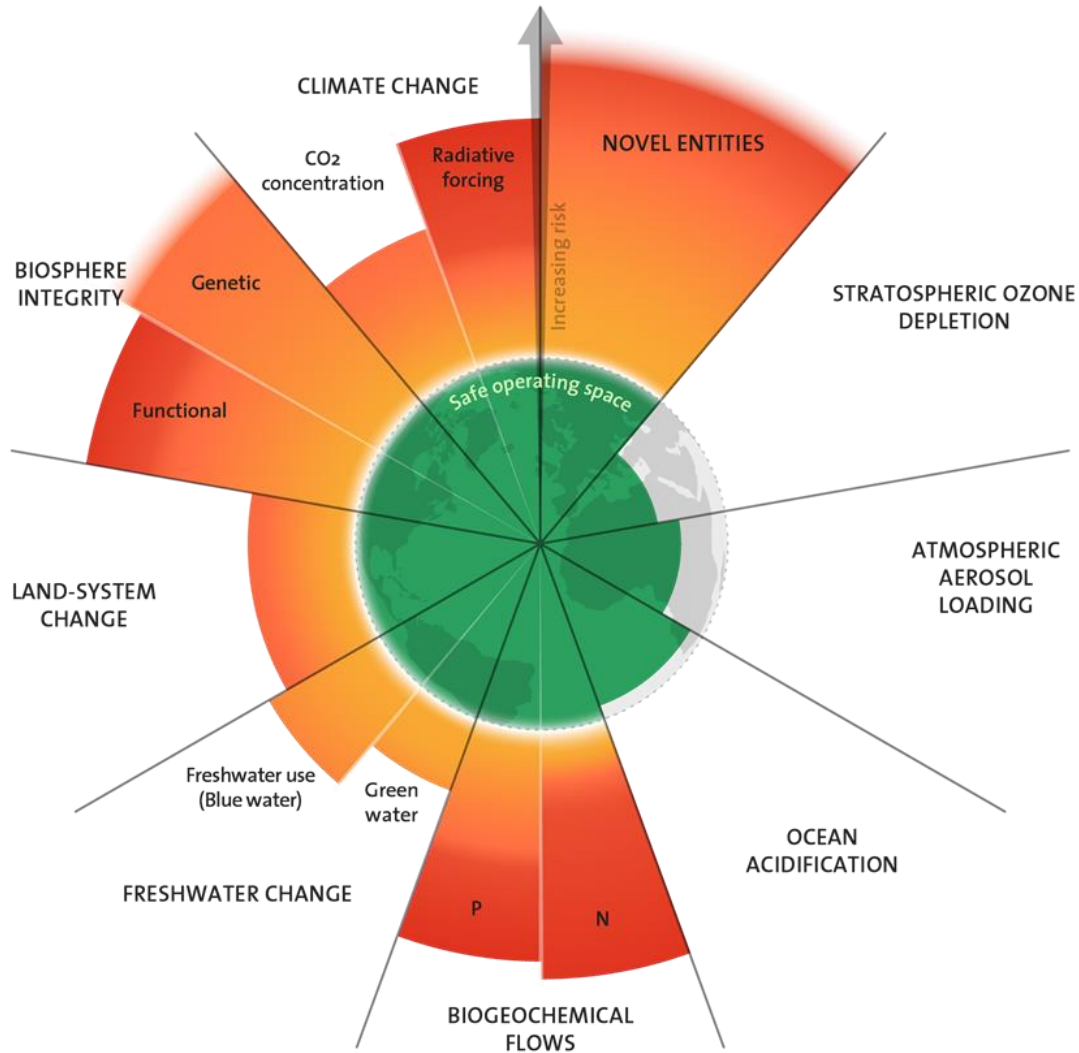 CLIMATE CHANGE
CO2
concentration
Radiative
forcing
NOVEL ENTITIES
Increasing risk
BIOSPHERE
INTEGRITY
Genetic
Functional
STRATOSPHERIC OZONE
DEPLETION
Safe operating space
ATMOSPHERIC
AEROSOL
LOADING
LAND-SYSTEM
CHANGE
Freshwater use
(Blue water)
Green
water
FRESHWATER CHANGE
OCEAN
ACIDIFICATION
P
N
BIOGEOCHEMICAL
FLOWS